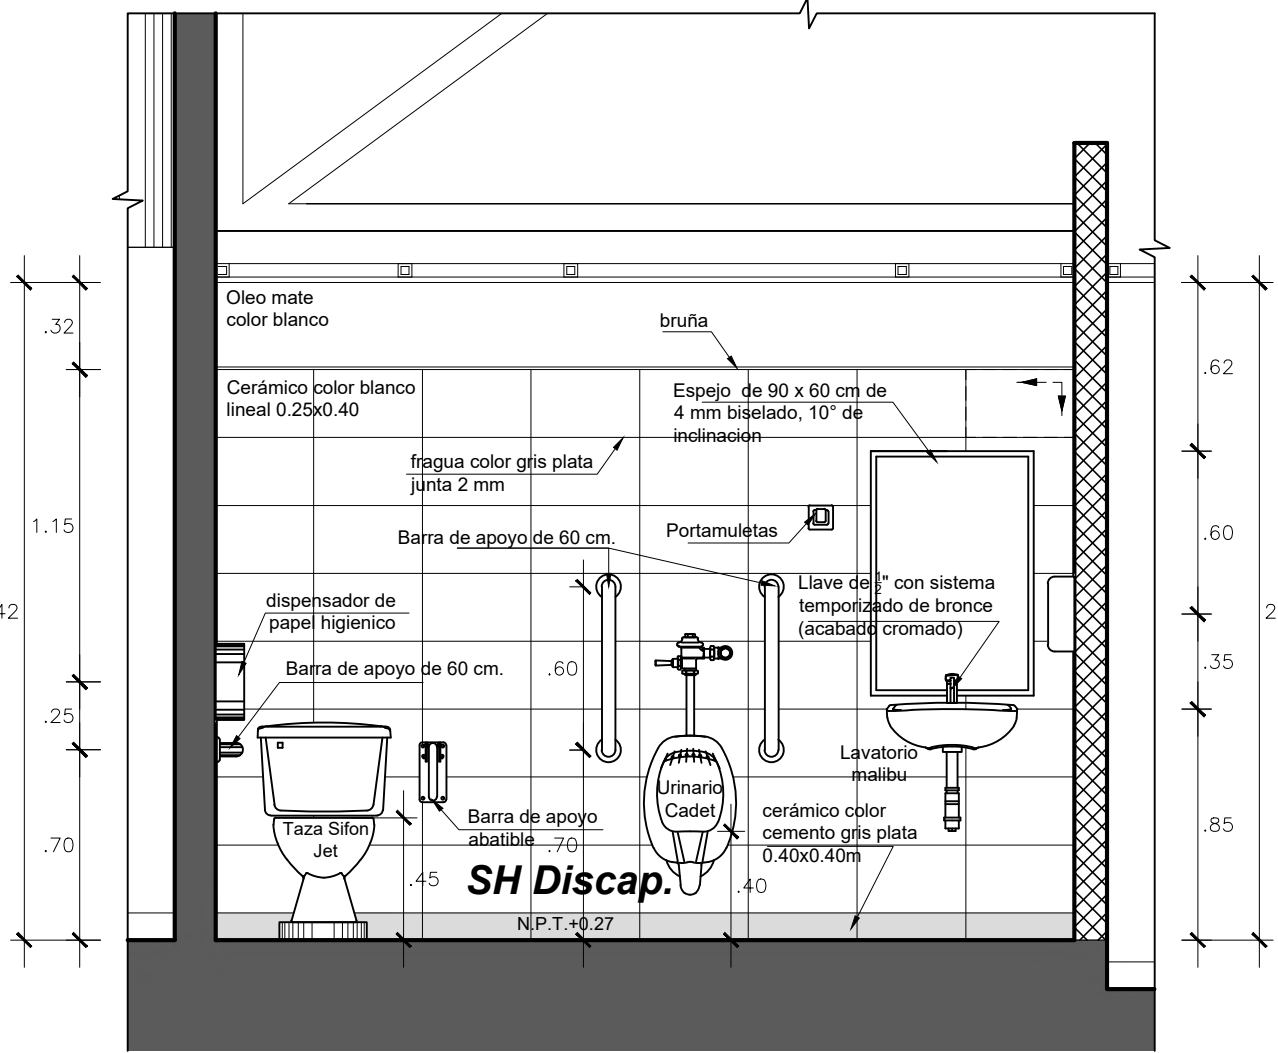 Oleo mate
color blanco
.32
bruña
Cerámico color blanco
lineal 0.25x0.40
Espejo de 90 x 60 cm de
4 mm biselado, 10° de
inclinacion
.62
fragua color gris plata
junta 2 mm
1.15
Portamuletas
.60
Barra de apoyo de 60 cm.
Llave de ½" con sistema
temporizado de bronce
(acabado cromado)
dispensador de
papel higienico
42
2
Barra de apoyo de 60 cm.
.60
.35
.25
Lavatorio
malibu
Urinario
Cadet
cerámico color
cemento gris plata
0.40x0.40m
Taza Sifon
Jet
Barra de apoyo
abatible
.70
.70
.85
.45
SH Discap.
.40
N.P.T.+0.27